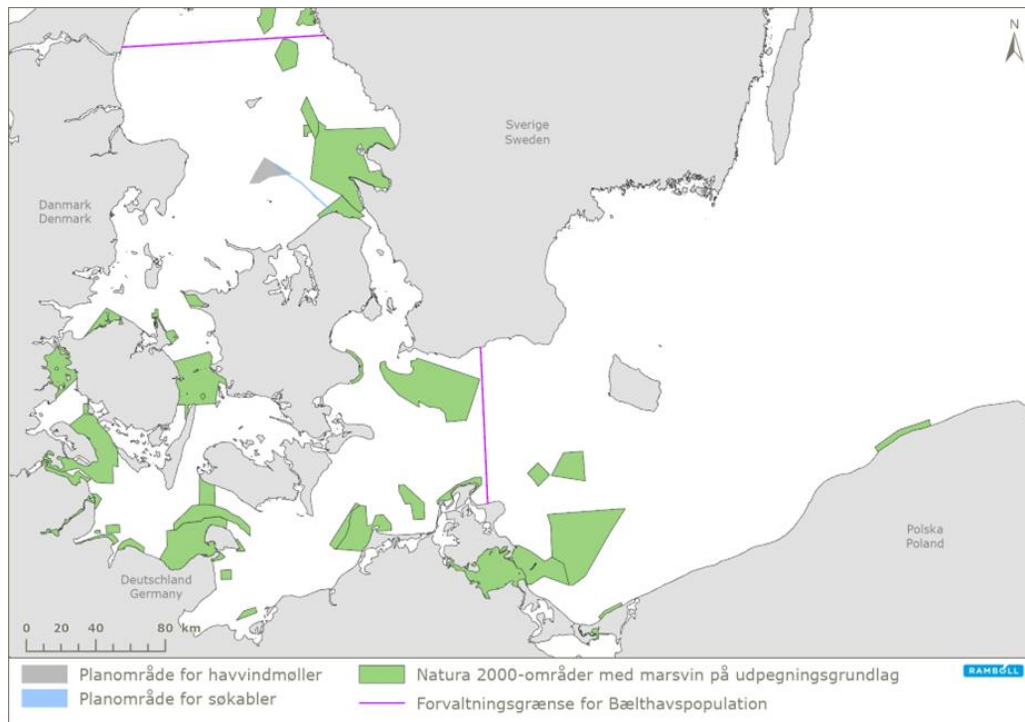 N
Sverige
Sweden
Danmark
Denmark
Polska
Poland
Deutschland
Germany
0 20 40 80 km
Planområde for havvindmøller
Planområde for søkabler
Natura 2000-områder med marsvin på udpegningsgrundlag
Forvaltningsgrænse for Bælthavspopulation
RAMBOLL